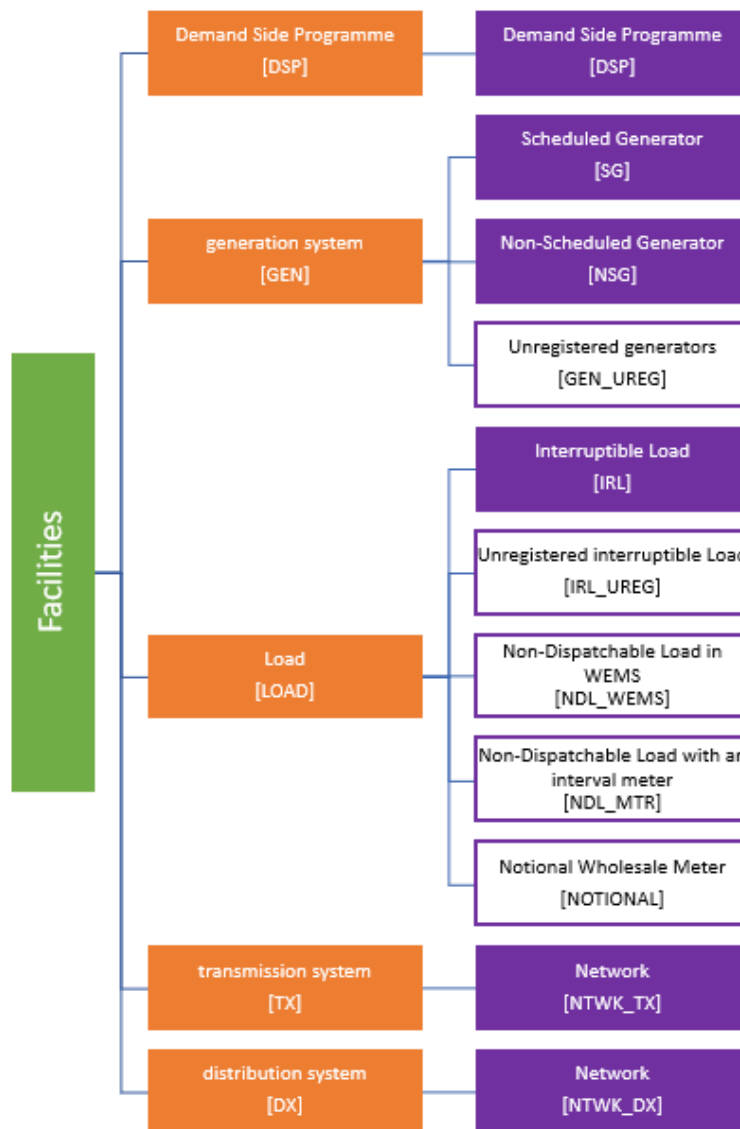 Facilities
Demand Side Programme
[DSP]
Demand Side Programme
[DSP]
generation system
[GEN]
Scheduled Generator
[SG]
Non-Scheduled Generator
[NSG]
Unregistered generators
[GEN_UREG]
Load
[LOAD]
Interruptible Load
[IRL]
Unregistered interruptible Load
[IRL_UREG]
Non-Dispatchable Load in
WEMS
[NDL_WEMS]
Non-Dispatchable Load with an
interval meter
[NDL_MTR]
Notional Wholesale Meter
[NOTIONAL]
transmission system
[TX]
Network
[NTWK_TX]
distribution system
[DX]
Network
[NTWK_DX]